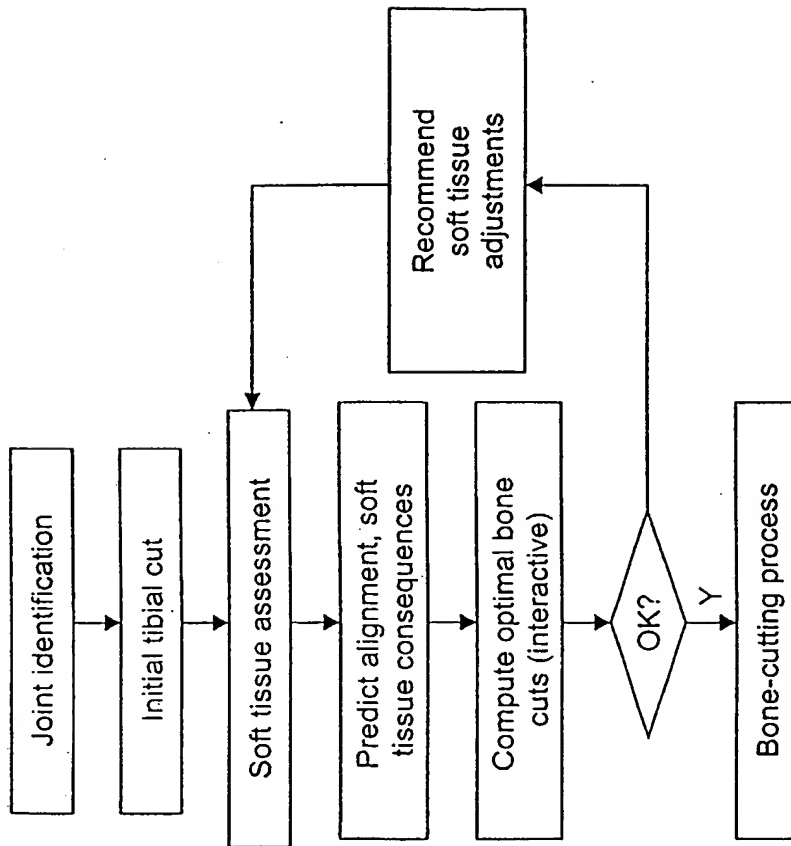 Joint identification
Initial tibial cut
Soft tissue assessment
Predict alignment, soft
tissue consequences
Compute optimal bone
cuts (interactive)
OK?
Y
Bone-cutting process
Recommend
soft tissue
adjustments